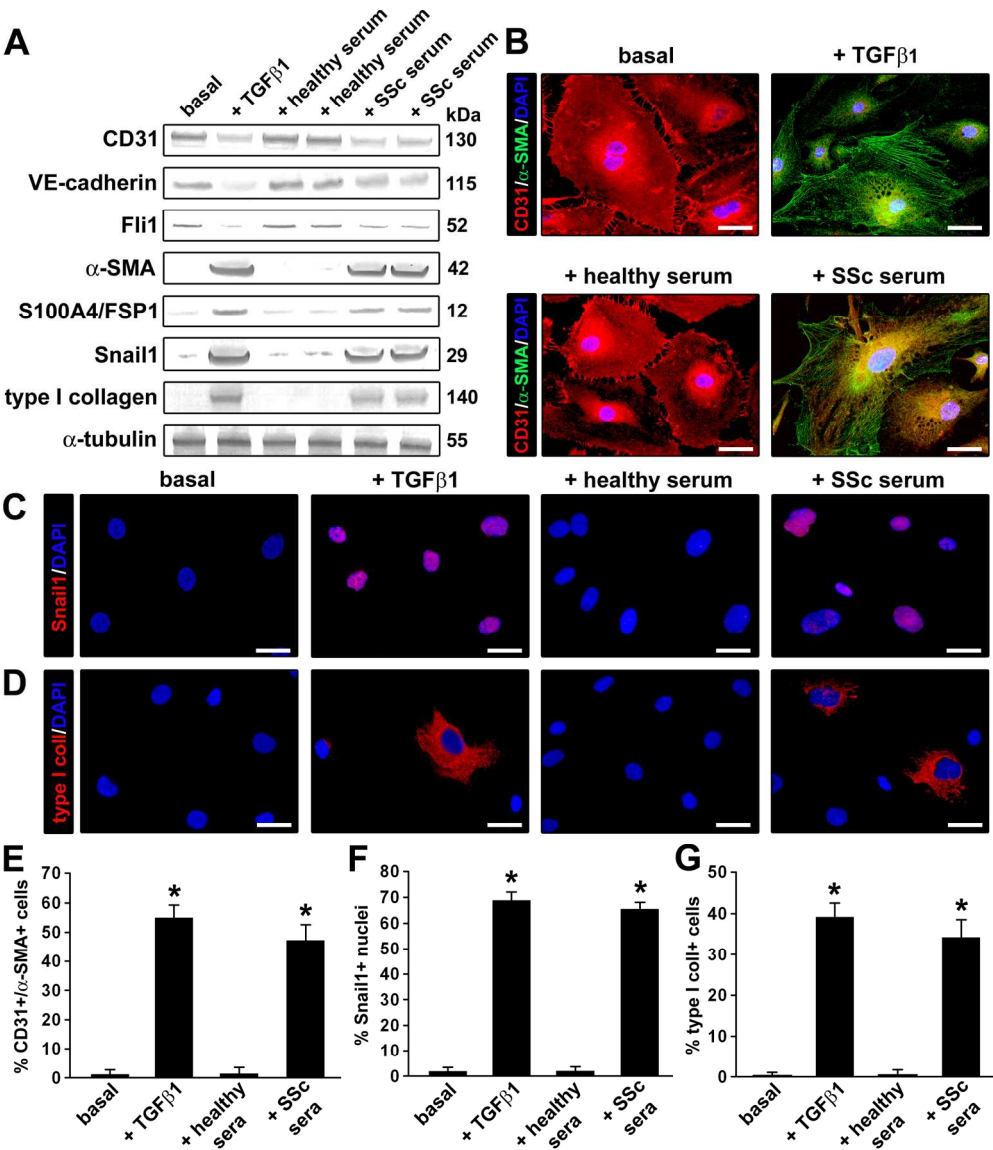 A
basal
+ TGFβ1
+ healthy serum
+ healthy serum
+ SSc serum
+ SSc serum
kDa
CD31 130
VE-cadherin 115
Fli1 52
α-SMA 42
S100A4/FSP1 12
Snail1 29
type I collagen 140
α-tubulin 55
B
basal
+ TGFβ1
CD31/α-SMA/DAPI
+ healthy serum
+ SSc serum
CD31/α-SMA/DAPI
C
basal
+ TGFβ1
+ healthy serum
+ SSc serum
Snail1/DAPI
D
type I coll/DAPI
E
% CD31+/α-SMA+ cells
70
60
50
40
30
20
10
0
*
*
basal
+ TGFβ1
+ healthy
sera
+ SSc
sera
F
% Snail1+ nuclei
80
70
60
50
40
30
20
10
0
*
*
basal
+ TGFβ1
+ healthy
sera
+ SSc
sera
G
% type I coll+ cells
50
40
30
20
10
0
*
*
basal
+ TGFβ1
+ healthy
sera
+ SSc
sera